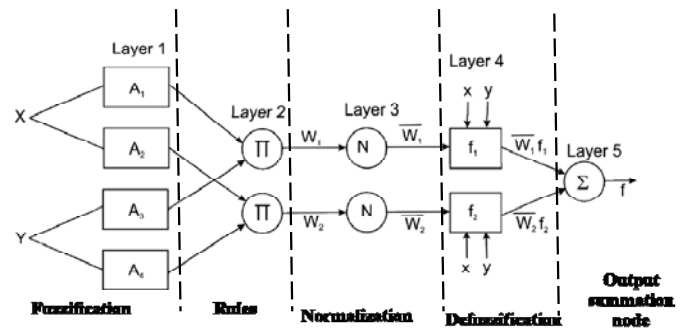 Layer 1
Layer 2
Layer 3
Layer 4
Layer 5
X
Y
A₁
A₂
A₃
A₄
Π
Π
W₁
W₂
N
N
W̅₁
W̅₂
x y
f₁
f₂
x y
W̅₁ f₁
W̅₂ f₂
Σ
f
Fuzzification
Rules
Normalization
Defuzzification
Output
summation
node